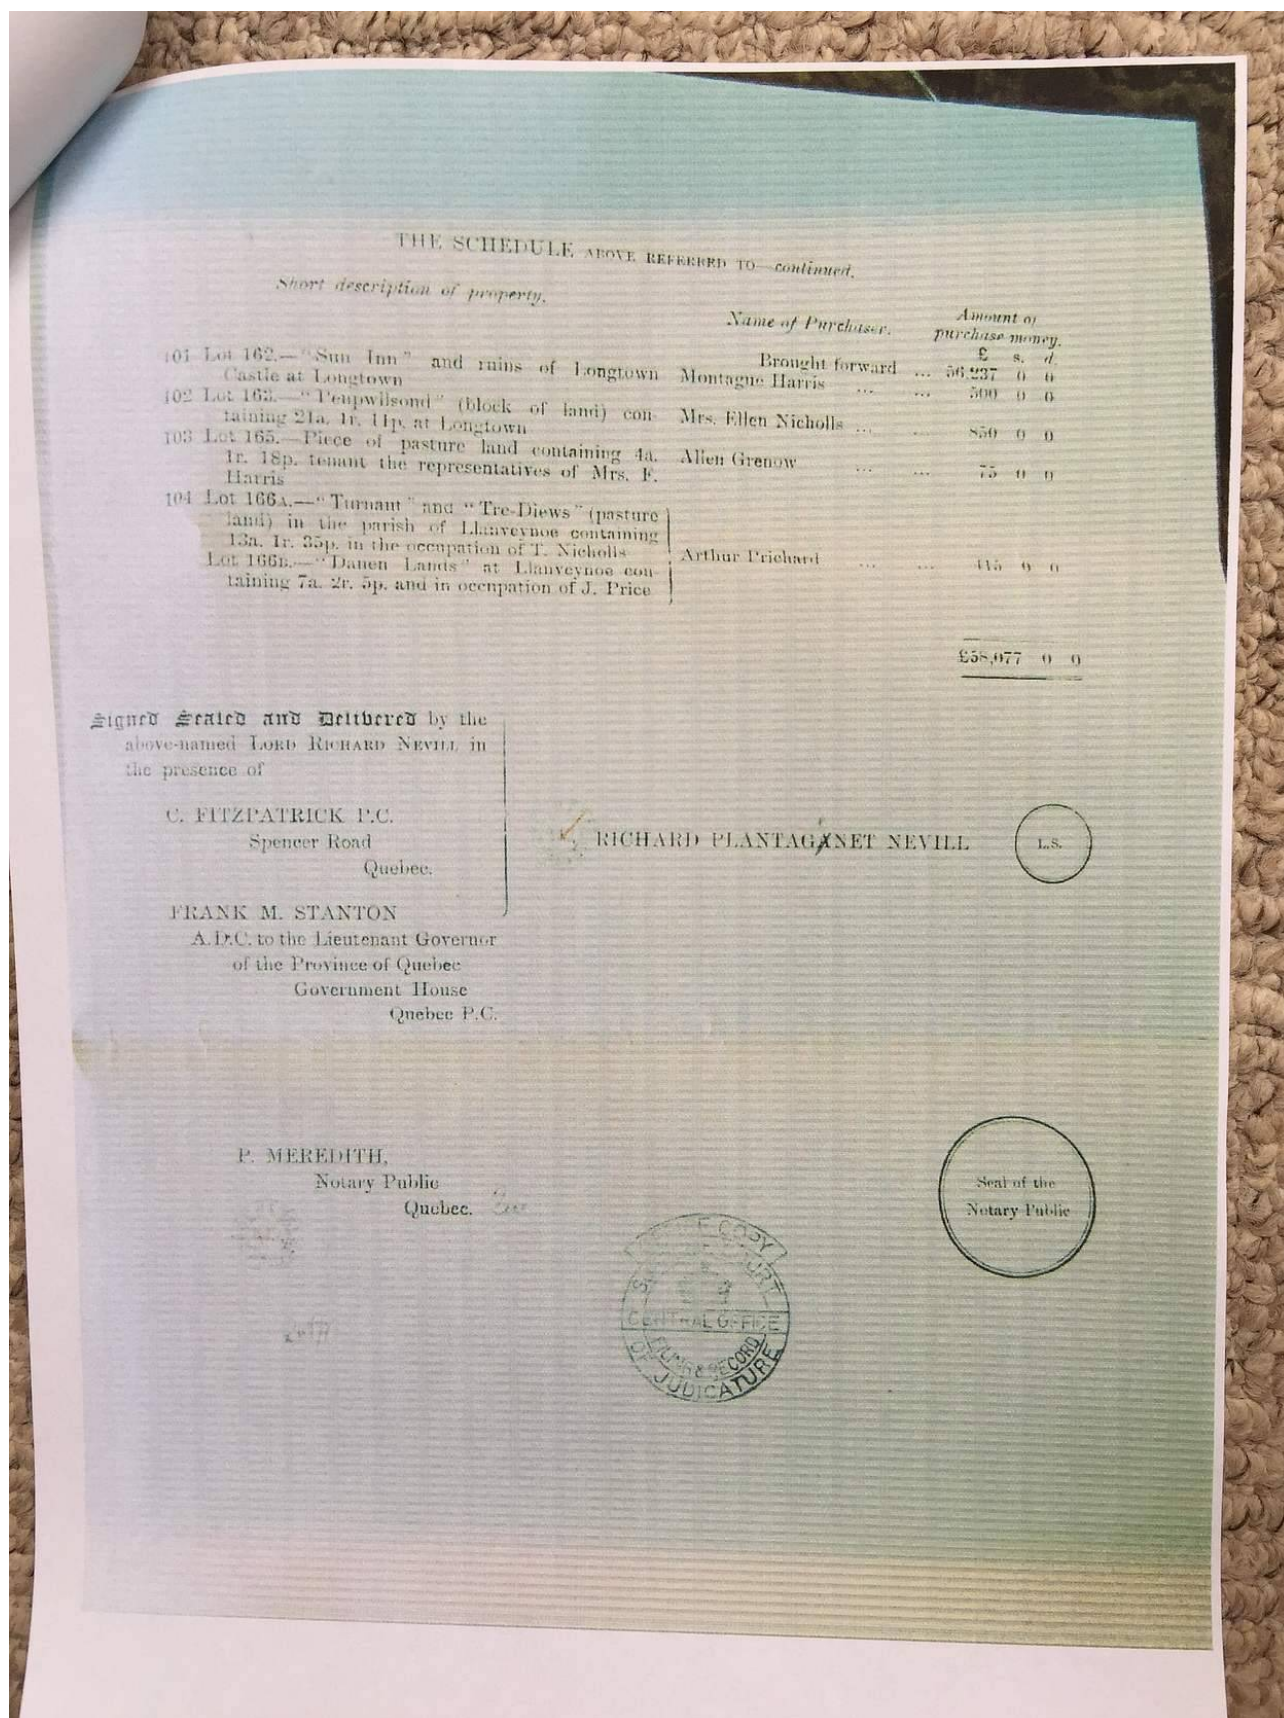 THE SCHEDULE ABOVE REFERRED TO—continued.
Short description of property.
Name of Purchaser.
Amount of
purchase money.
£ s. d.
Brought forward ... 56,237 0 0
101 Lot 162.—"Sun Inn" and ruins of Longtown
Castle at Longtown
Montague Harris ... ... 500 0 0
102 Lot 163.—"Penpwllsond" (block of land) con-
taining 21a. 1r. 11p. at Longtown
Mrs. Ellen Nicholls ... ... 850 0 0
103 Lot 165.—Piece of pasture land containing 4a.
1r. 18p. tenant the representatives of Mrs. F.
Harris
Allen Grenow ... ... 75 0 0
104 Lot 166A.—"Turnant" and "Tre-Diews" (pasture
land) in the parish of Llanveynoe containing
13a. 1r. 35p. in the occupation of T. Nicholls
Lot 166B.—"Danen Lands" at Llanveynoe con-
taining 7a. 2r. 5p. and in occupation of J. Price
Arthur Prichard ... ... 415 0 0
£58,077 0 0
Signed Sealed and Delivered by the
above-named LORD RICHARD NEVILL in
the presence of
C. FITZPATRICK P.C.
Spencer Road
Quebec.
RICHARD PLANTAGANET NEVILL
L.S.
FRANK M. STANTON
A.D.C. to the Lieutenant Governor
of the Province of Quebec
Government House
Quebec P.C.
P. MEREDITH,
Notary Public
Quebec.
Seal of the
Notary Public
OFFICE COPY
SUPREME COURT
CENTRAL OFFICE
FILING & RECORD
OF JUDICATURE